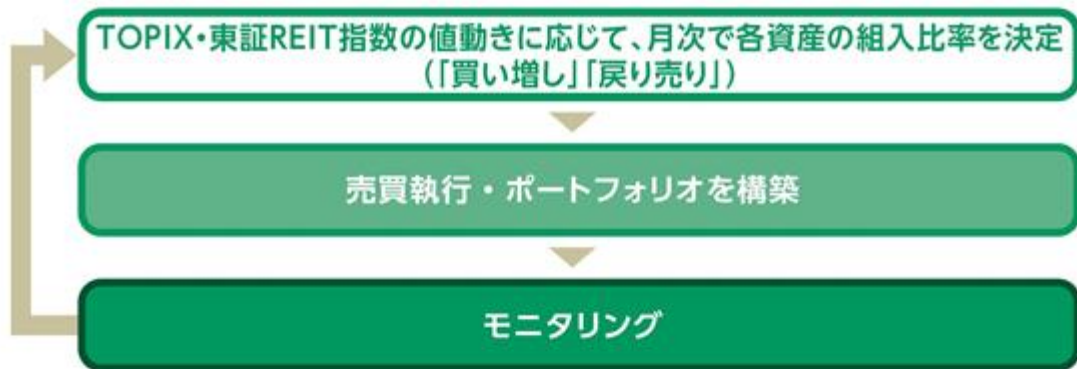 TOPIX・東証REIT指数の値動きに応じて、月次で各資産の組入比率を決定
(「買い増し」「戻り売り」)
売買執行・ポートフォリオを構築
モニタリング